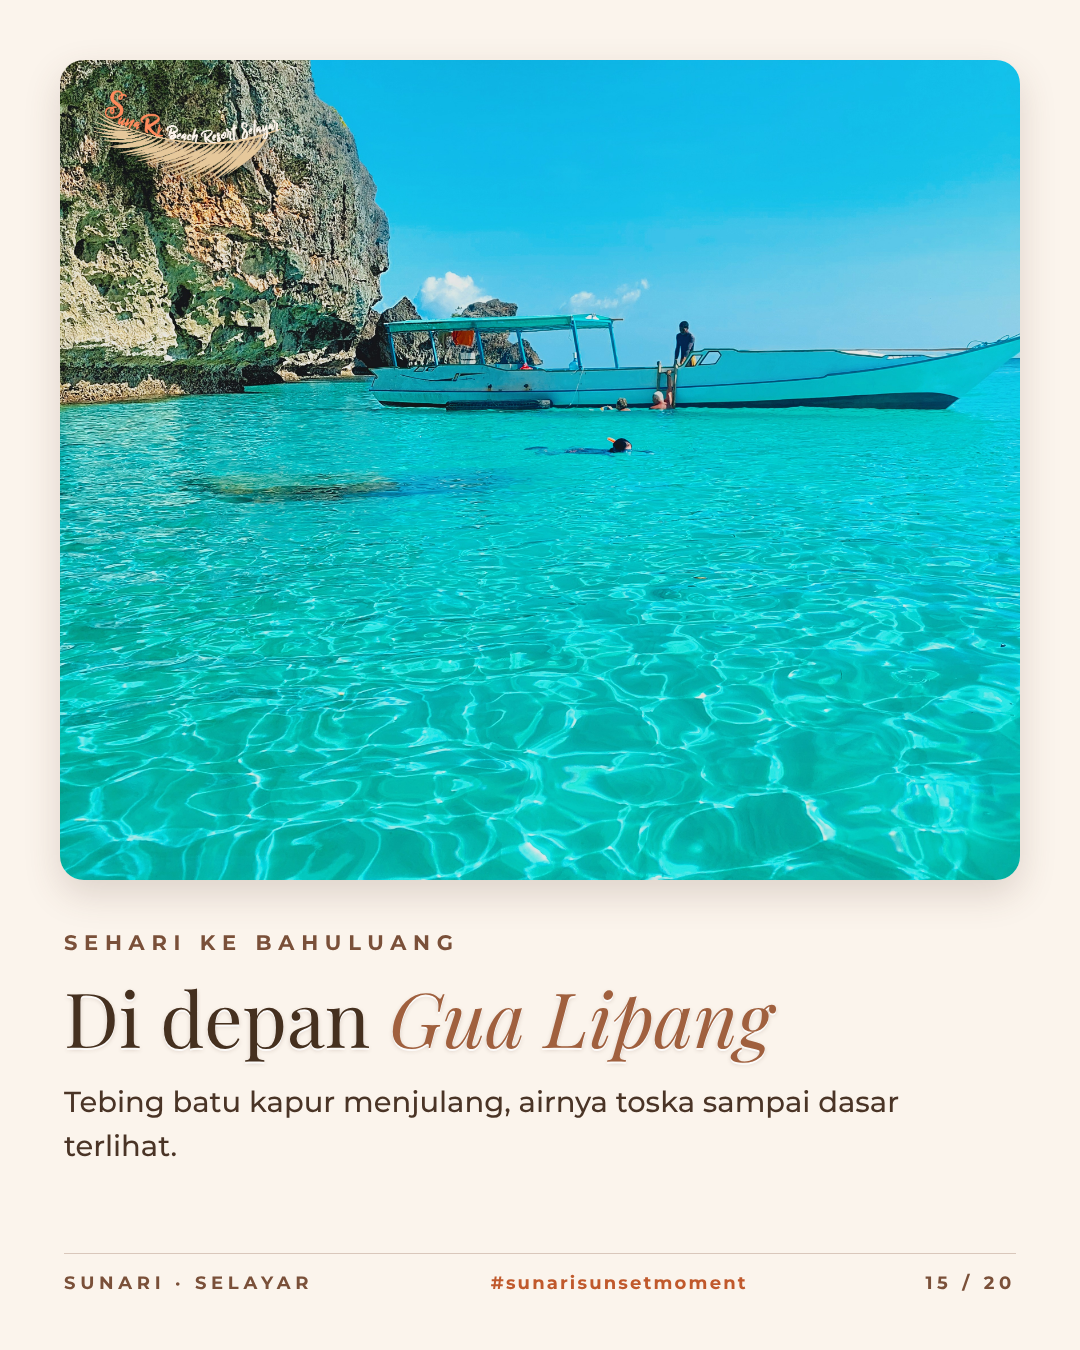 SunaRi Beach Resort Selayar
SEHARI KE BAHULUANG
Di depan Gua Lipang
Tebing batu kapur menjulang, airnya toska sampai dasar
terlihat.
SUNARI · SELAYAR
#sunarisunsetmoment
15 / 20